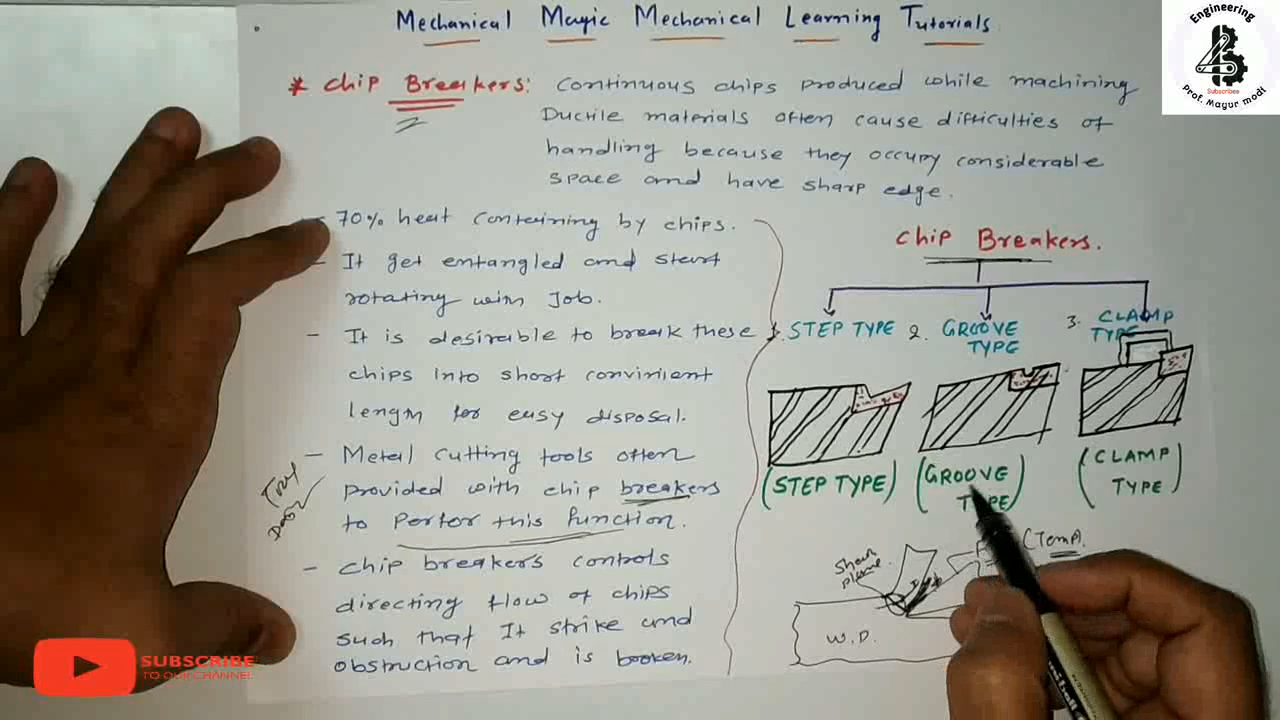 Mechanical Magic Mechanical Learning Tutorials
Engineering
Subscribe
Prof. Mayur modi
* Chip Breakers: Continuous chips produced while machining
Ductile materials often cause difficulties of
handling because they occupy considerable
space and have sharp edge.
- 70% heat containing by chips.
- It get entangled and start
rotating with Job.
- It is desirable to break these
chips into short convinient
length for easy disposal.
- Metal cutting tools often
provided with chip breakers
to perfor this function.
- Chip breakers controls
directing flow of chips
such that It strike and
obstruction and is broken.
Chip Breakers.
1. STEP TYPE
2. GROOVE
TYPE
3. CLAMP
TYPE
(STEP TYPE)
(GROOVE
TYPE)
(CLAMP
TYPE)
Shear
plane
(Temp).
W.D.
SUBSCRIBE
TO OUR CHANNEL